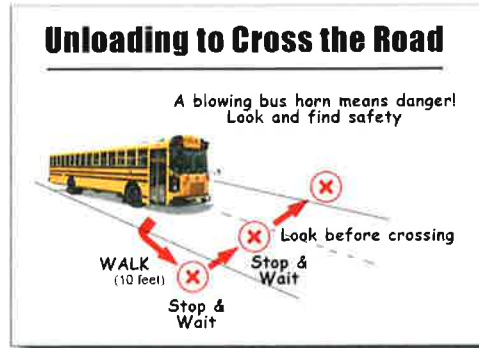 Unloading to Cross the Road
A blowing bus horn means danger!
Look and find safety
Look before crossing
WALK
(10 feet)
Stop &
Wait
Stop &
Wait